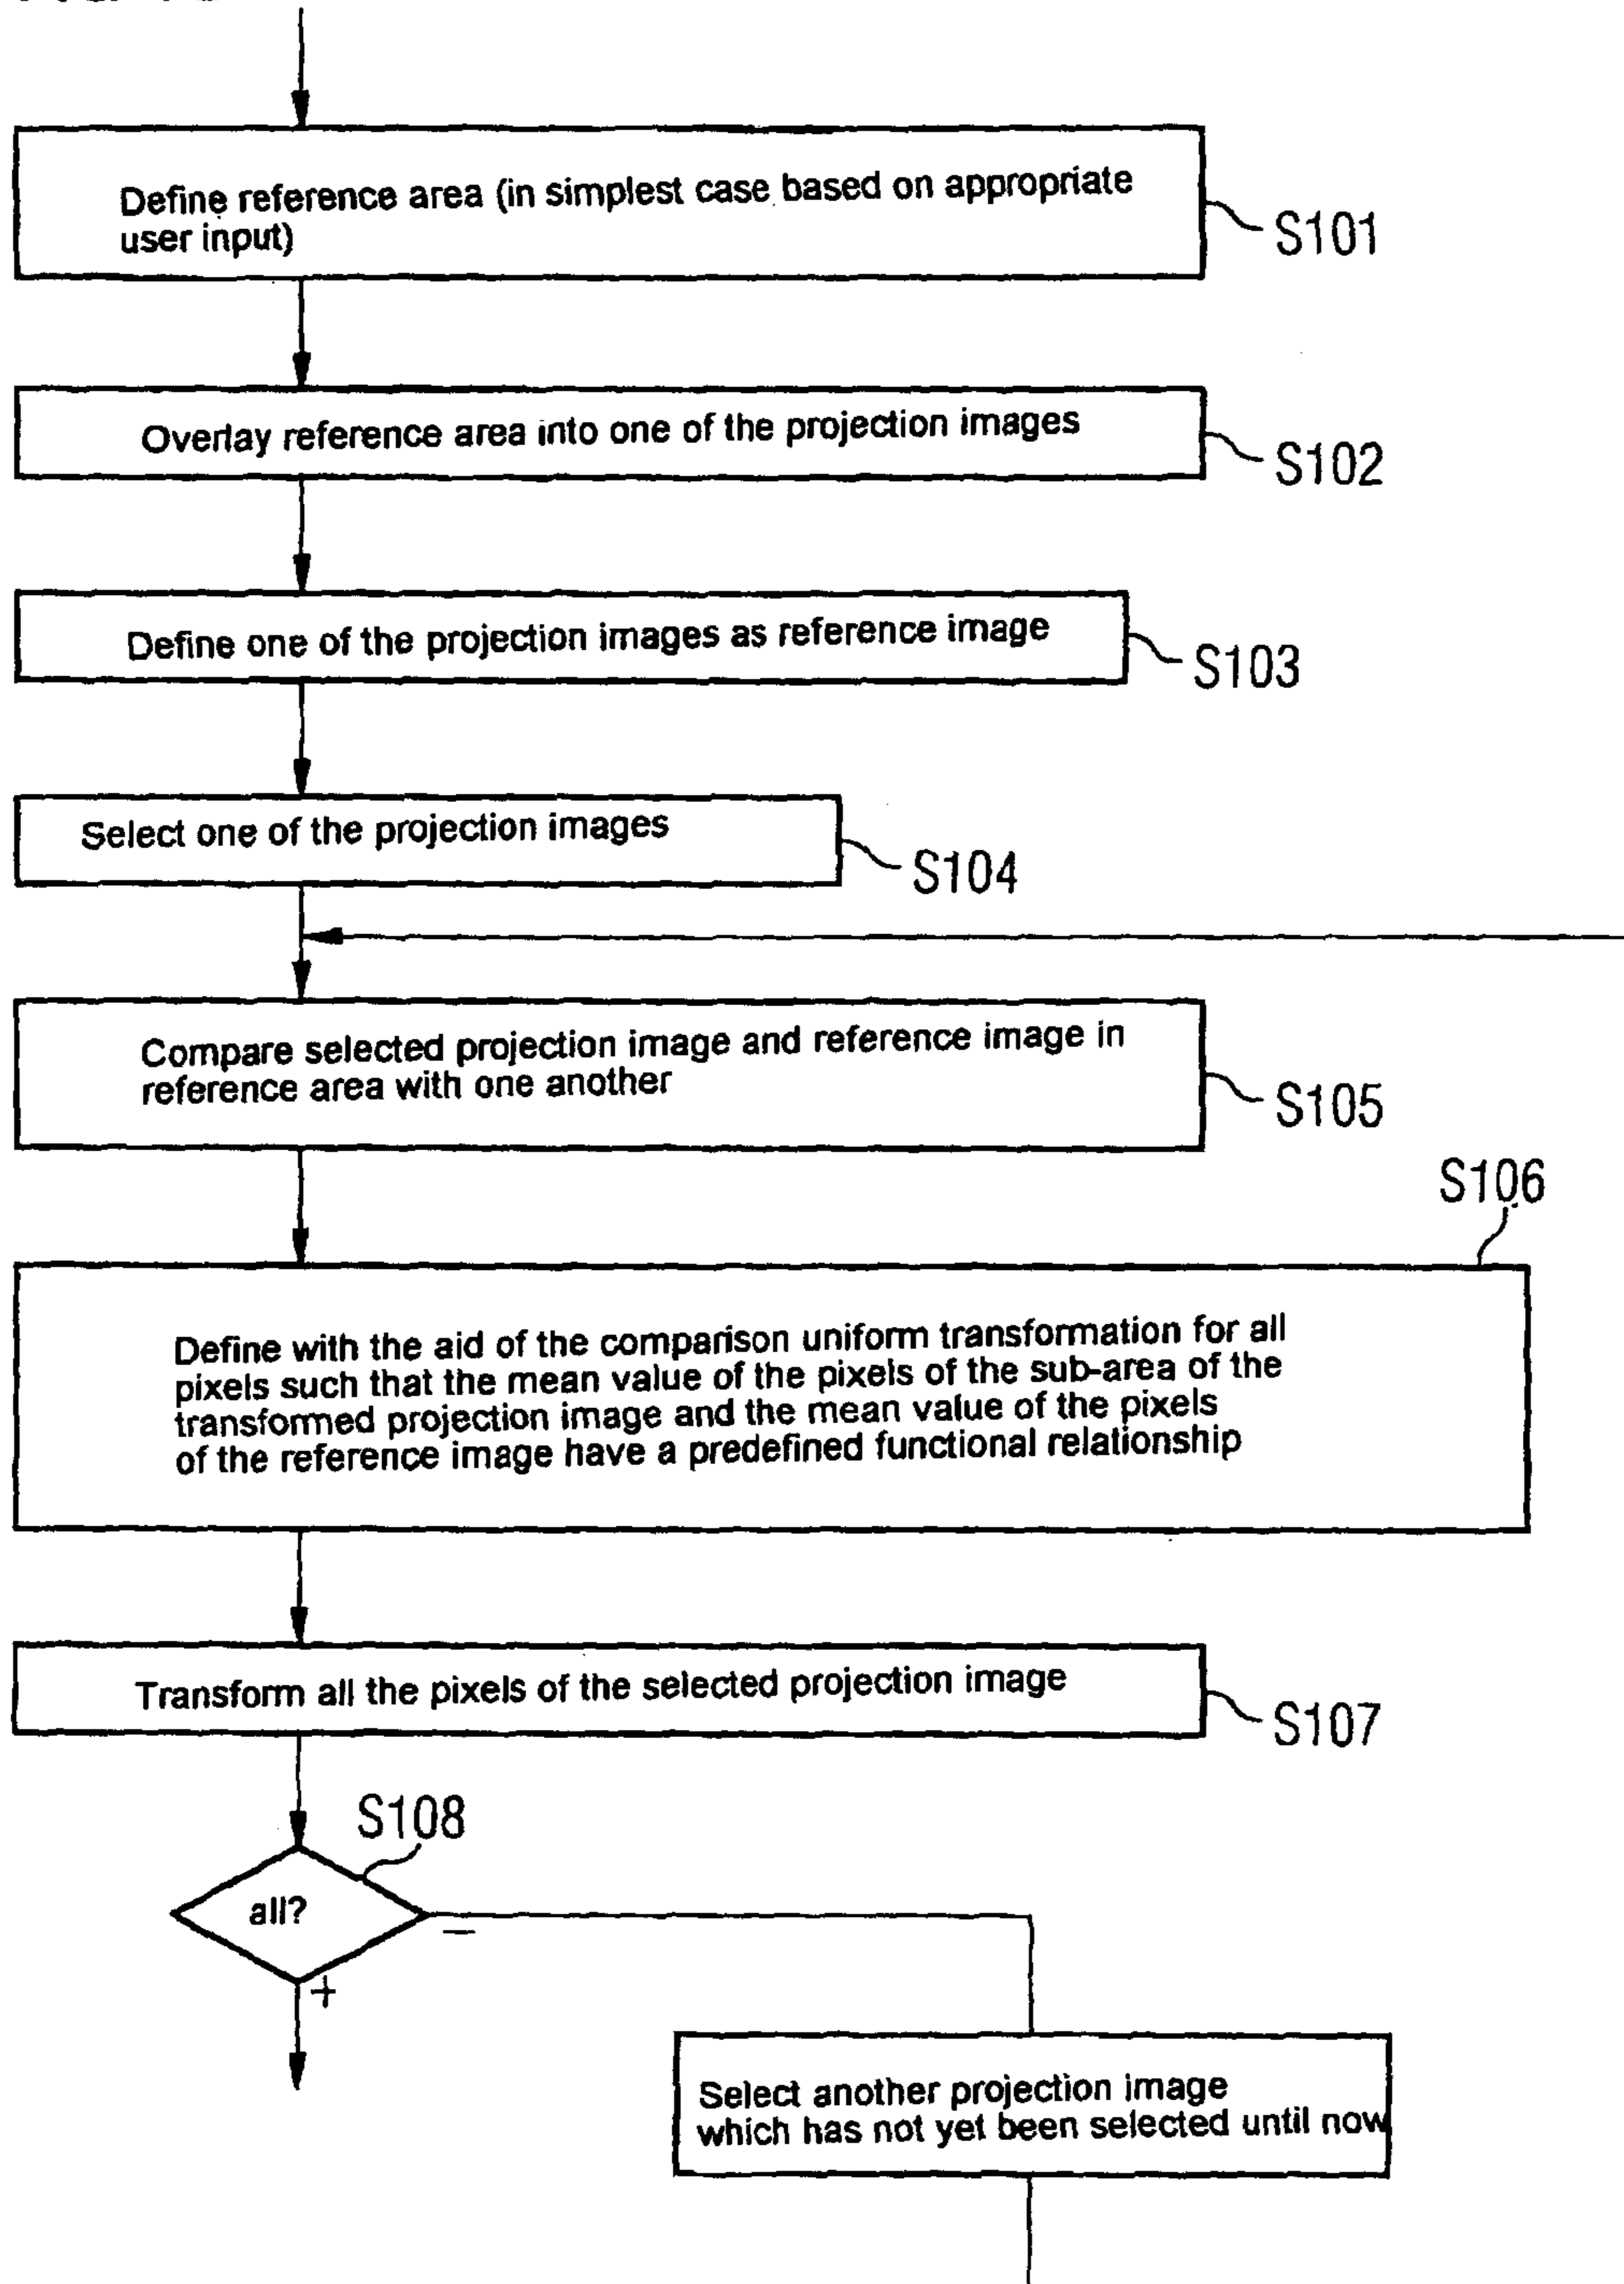 Define reference area (in simplest case based on appropriate
user input)
S101
Overlay reference area into one of the projection images
S102
Define one of the projection images as reference image
S103
Select one of the projection images
S104
Compare selected projection image and reference image in
reference area with one another
S105
S106
Define with the aid of the comparison uniform transformation for all
pixels such that the mean value of the pixels of the sub-area of the
transformed projection image and the mean value of the pixels
of the reference image have a predefined functional relationship
Transform all the pixels of the selected projection image
S107
S108
all?
–
+
Select another projection image
which has not yet been selected until now